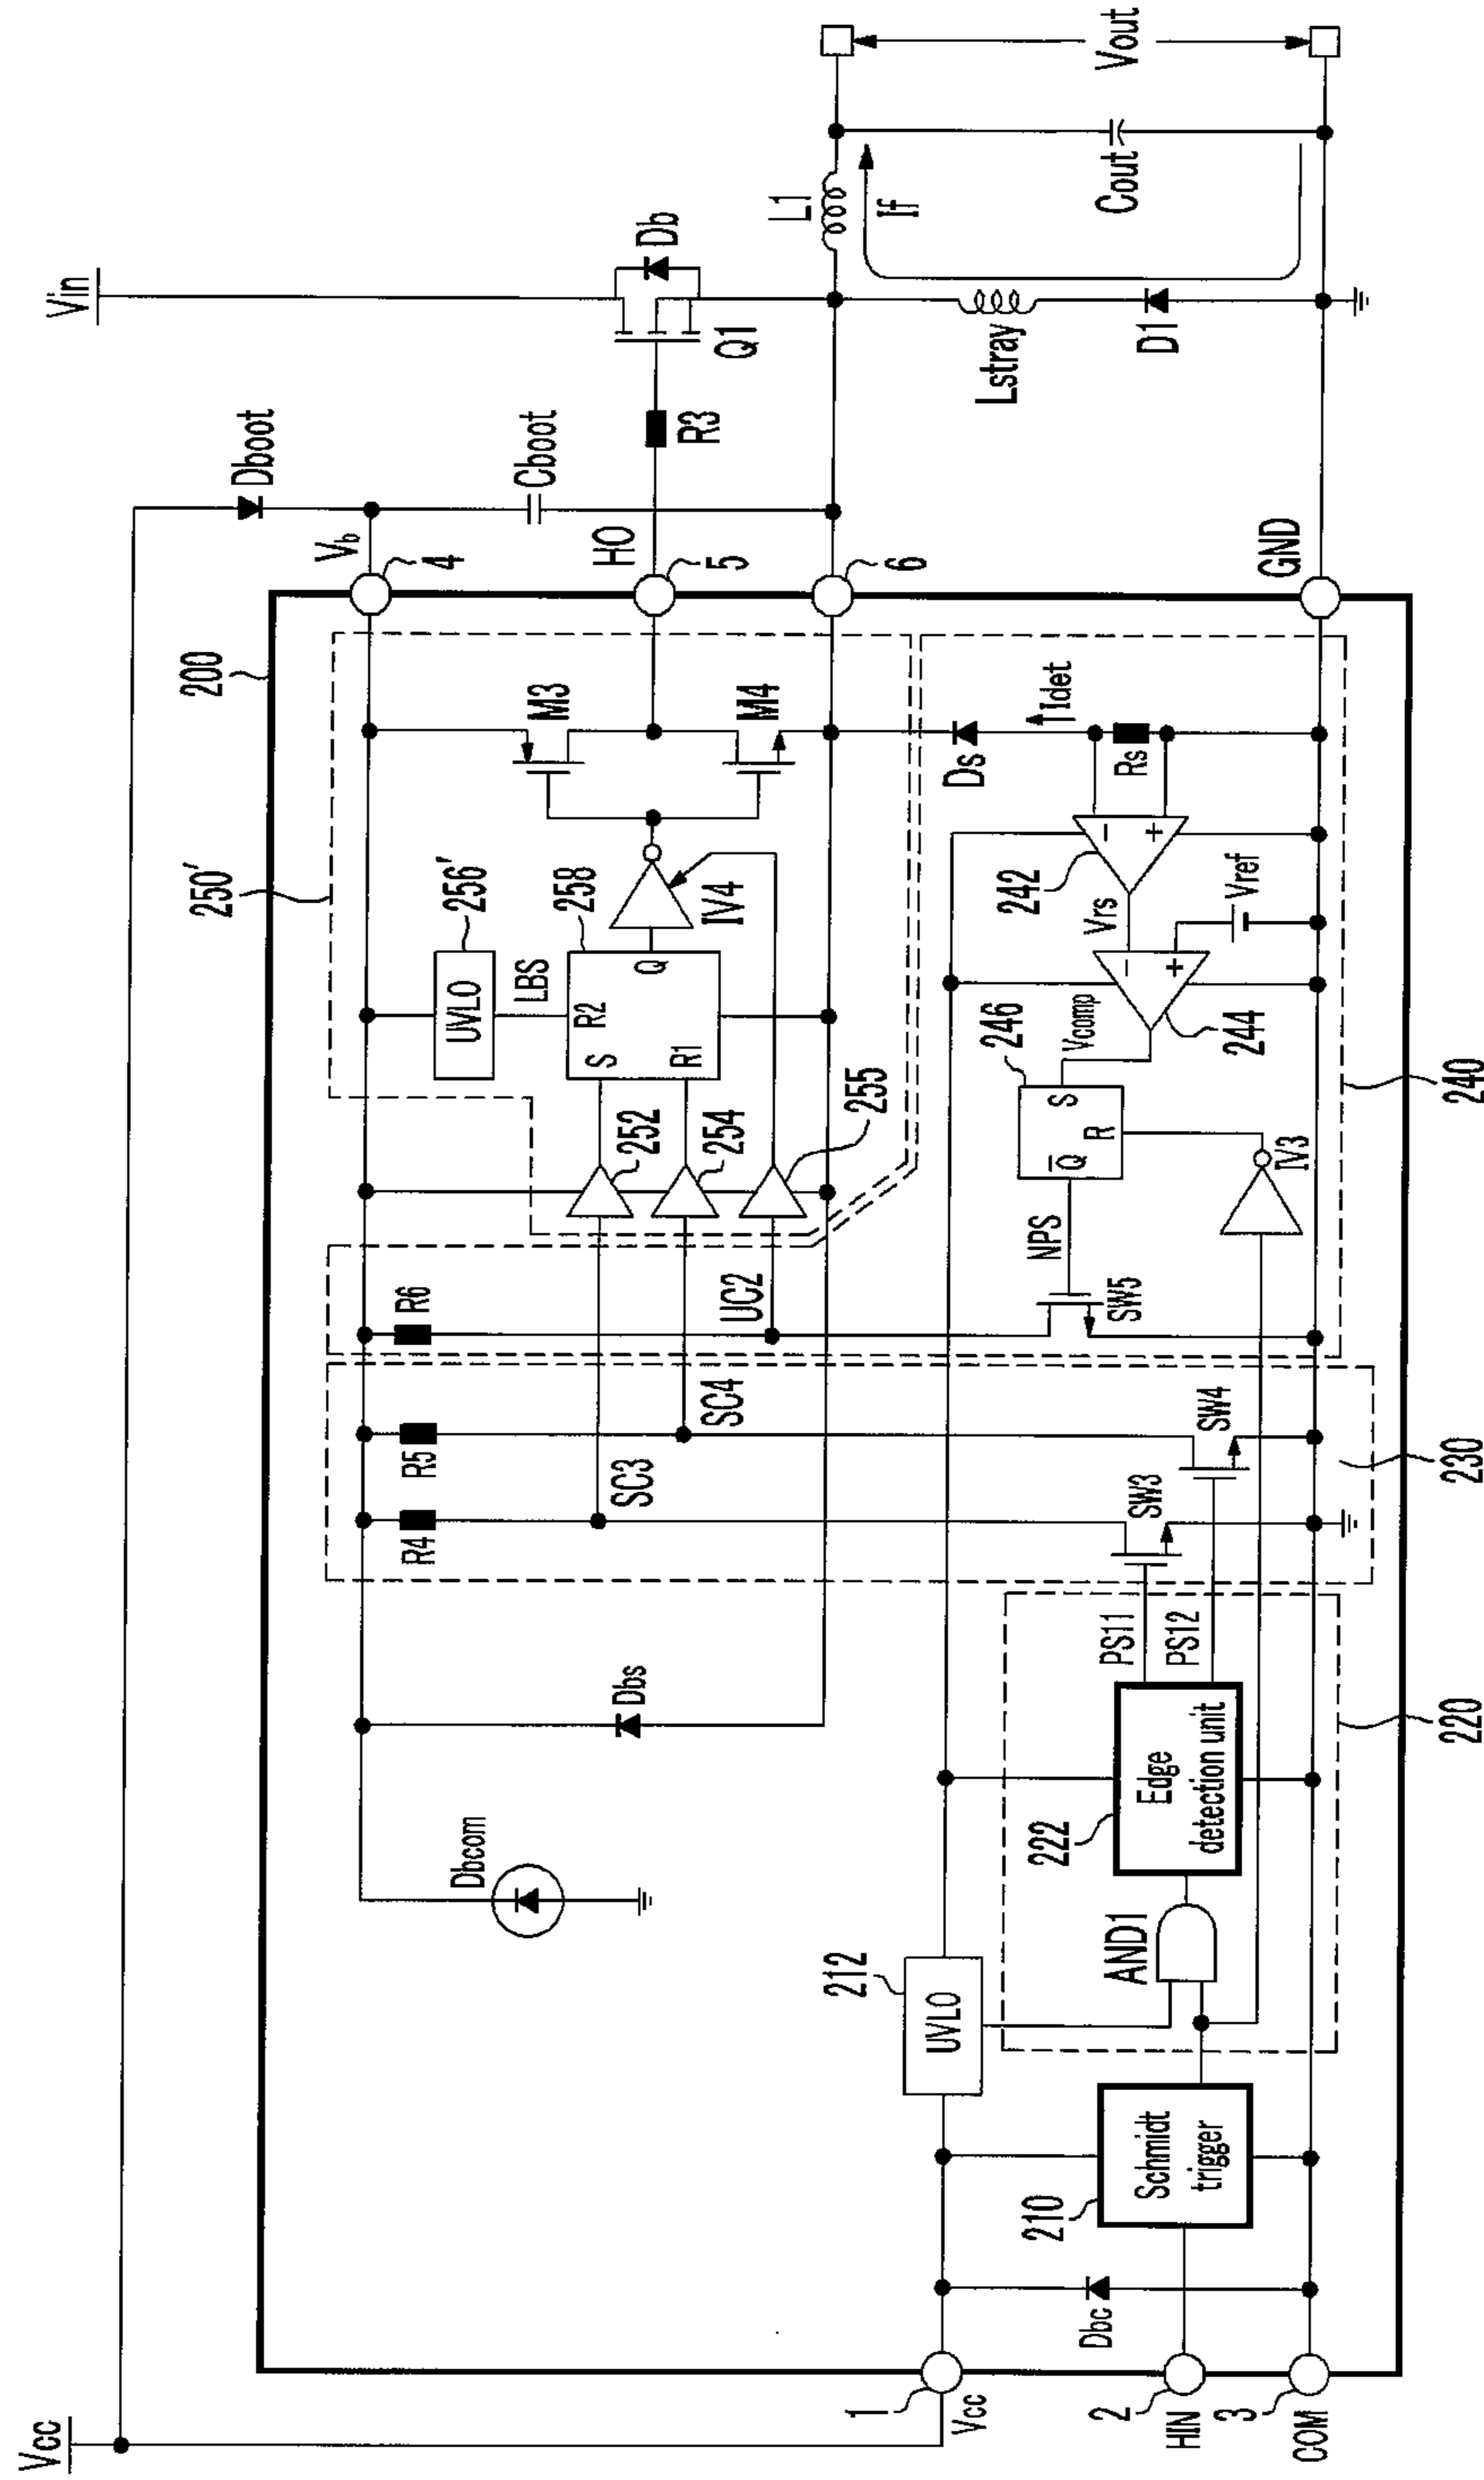 Vcc
Vin
Dboot
Vb
4
Cboot
HO
5
R3
Db
Q1
6
L1
If
Cout
Vout
Lstray
D1
GND
200
250'
256'
UVLO
LBS
258
S
R2
R1
Q
IV4
M3
M4
252
254
255
R6
UC2
R5
R4
SC4
SC3
Dbs
Dbcom
Ds
Idet
Rs
242
−
+
Vrs
Vref
−
+
244
Vcomp
246
S
R
Q
NPS
SW5
IV3
240
SW4
SW3
230
PS11
PS12
222
Edge
detection unit
220
AND1
212
UVLO
210
Schmidt
trigger
Dbc
1
Vcc
2
HIN
3
COM